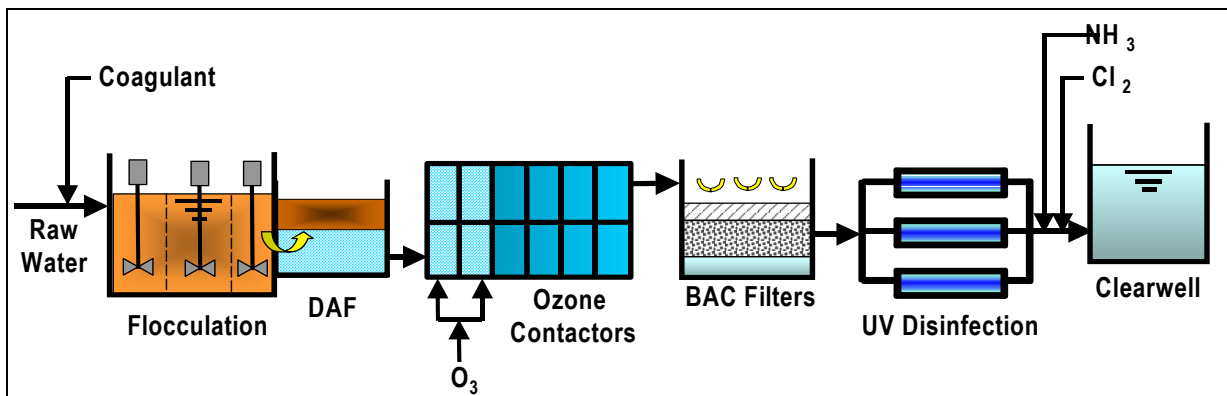 Coagulant
Raw
Water
Flocculation
DAF
O3
Ozone
Contactors
BAC Filters
UV Disinfection
NH3
Cl2
Clearwell